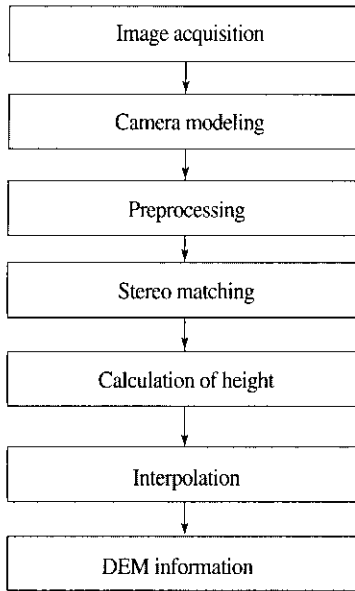 Image acquisition
Camera modeling
Preprocessing
Stereo matching
Calculation of height
Interpolation
DEM information